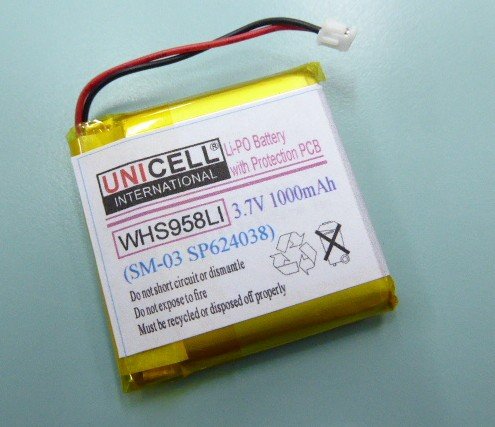 UNICELL®
INTERNATIONAL
Li-PO Battery
with Protection PCB
WHS958LI
3.7V 1000mAh
(SM-03 SP624038)
Do not short circuit or dismantle
Do not expose to fire
Must be recycled or disposed off properly